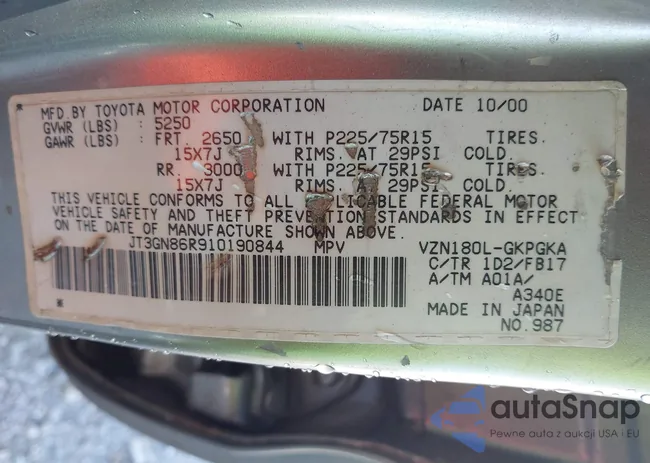 MFD.BY TOYOTA MOTOR CORPORATION DATE 10/00
GVWR (LBS) : 5250
GAWR (LBS) : FRT. 2650 WITH P225/75R15 TIRES.
15X7J RIMS. AT 29PSI COLD.
RR. 3000 WITH P225/75R15 TIRES.
15X7J RIMS. AT 29PSI COLD.
THIS VEHICLE CONFORMS TO ALL APPLICABLE FEDERAL MOTOR
VEHICLE SAFETY AND THEFT PREVENTION STANDARDS IN EFFECT
ON THE DATE OF MANUFACTURE SHOWN ABOVE.
JT3GN86R910190844 MPV VZN180L-GKPGKA
C/TR 1D2/FB17
A/TM A01A/
A340E
MADE IN JAPAN
NO.987
autaSnap
Pewne auta z aukcji USA i EU